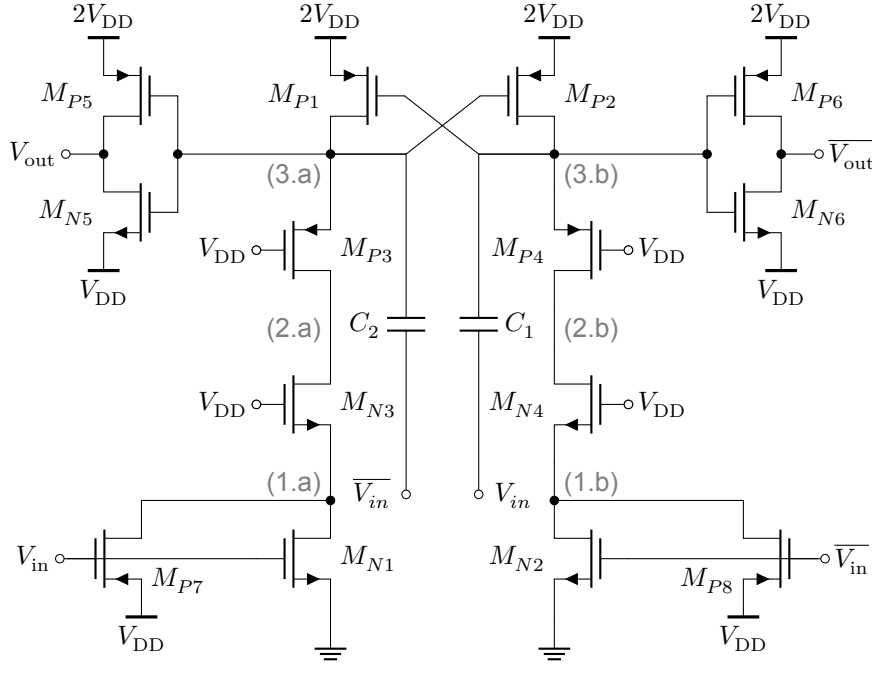 2V_DD 2V_DD 2V_DD 2V_DD
M_P5 M_P1 M_P2 M_P6
V_out \overline{V_out}
(3.a) (3.b)
M_N5 M_N6
V_DD M_P3 M_P4 V_DD
V_DD V_DD
(2.a) C_2 C_1 (2.b)
V_DD M_N3 M_N4 V_DD
(1.a) \overline{V_in} V_in (1.b)
V_in M_P7 M_N1 M_N2 M_P8 \overline{V_in}
V_DD V_DD